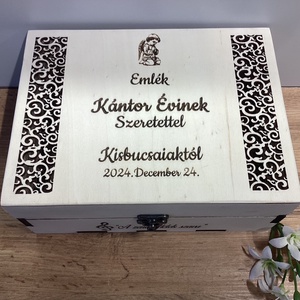 Emlék
Kántor Évinek
Szeretettel
Kisbucsaiaktól
2024.December 24.
"A